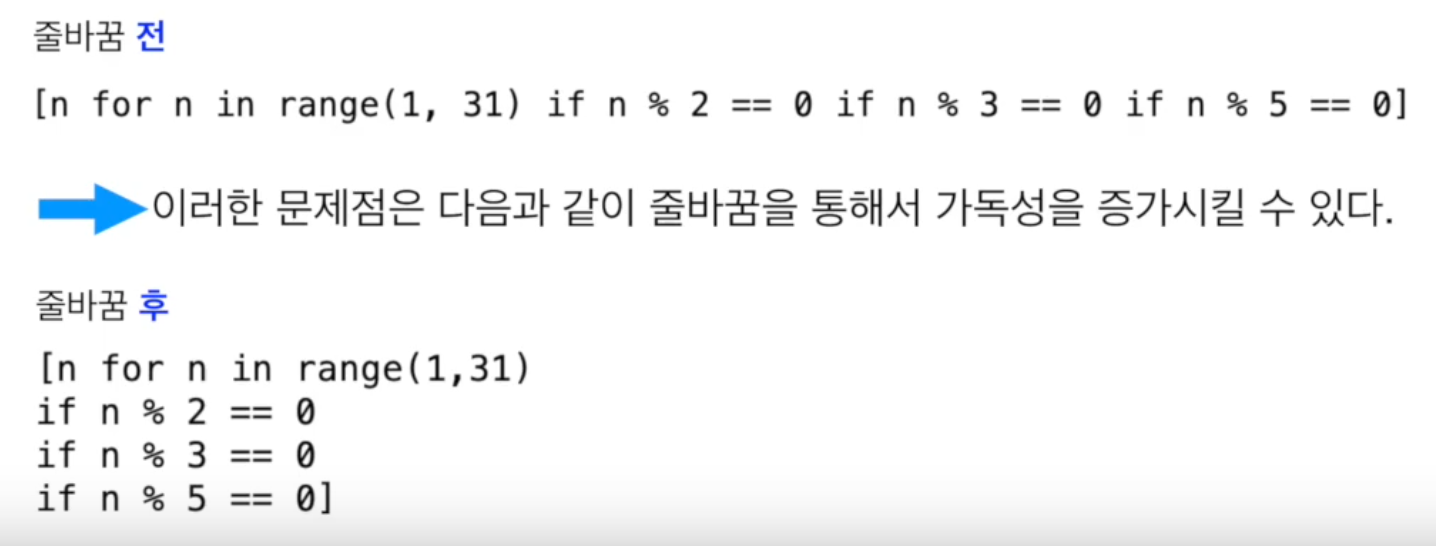 줄바꿈 전
[n for n in range(1, 31) if n % 2 == 0 if n % 3 == 0 if n % 5 == 0]
이러한 문제점은 다음과 같이 줄바꿈을 통해서 가독성을 증가시킬 수 있다.
줄바꿈 후
[n for n in range(1,31)
if n % 2 == 0
if n % 3 == 0
if n % 5 == 0]